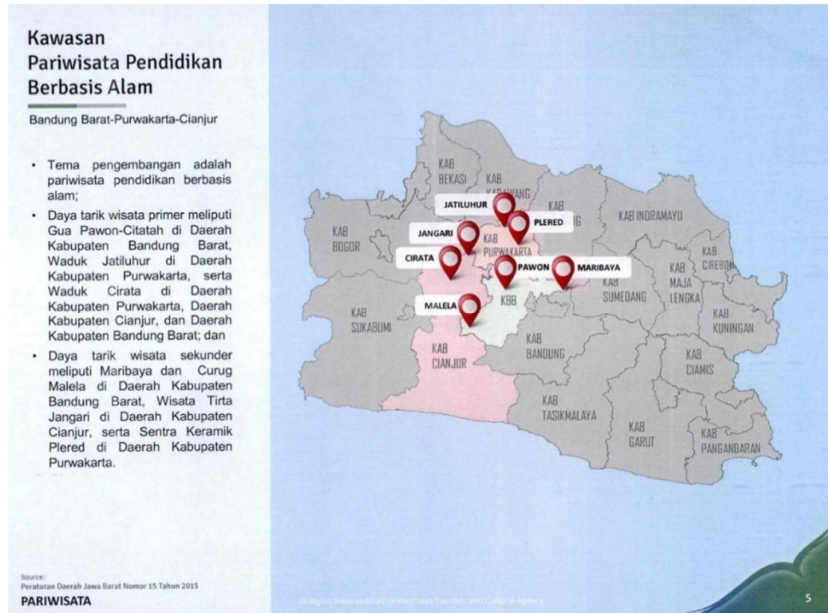 Kawasan
Pariwisata Pendidikan
Berbasis Alam
Bandung Barat-Purwakarta-Cianjur
• Tema pengembangan adalah
pariwisata pendidikan berbasis
alam;
• Daya tarik wisata primer meliputi
Gua Pawon-Citatah di Daerah
Kabupaten Bandung Barat,
Waduk Jatiluhur di Daerah
Kabupaten Purwakarta, serta
Waduk Cirata di Daerah
Kabupaten Purwakarta, Daerah
Kabupaten Cianjur, dan Daerah
Kabupaten Bandung Barat; dan
• Daya tarik wisata sekunder
meliputi Maribaya dan Curug
Malela di Daerah Kabupaten
Bandung Barat, Wisata Tirta
Jangari di Daerah Kabupaten
Cianjur, serta Sentra Keramik
Plered di Daerah Kabupaten
Purwakarta.
KAB
BEKASI
KAB
JATILUHUR
KAB
PLERED
KAB INDRAMAYU
KAB
BOGOR
JANGARI
KAB
PURWAKARTA
KAB
CIREBON
CIRATA
PAWON
MARIBAYA
KAB
SUMEDANG
KAB
MAJA
LENGKA
MALELA
KBB
KAB
SUKABUMI
KAB
KUNINGAN
KAB
CIANJUR
KAB
BANDUNG
KAB
CIAMIS
KAB
TASIKMALAYA
KAB
GARUT
KAB
PANGANDARAN
Source:
Peraturan Daerah Jawa Barat Nomor 15 Tahun 2015
PARIWISATA
5